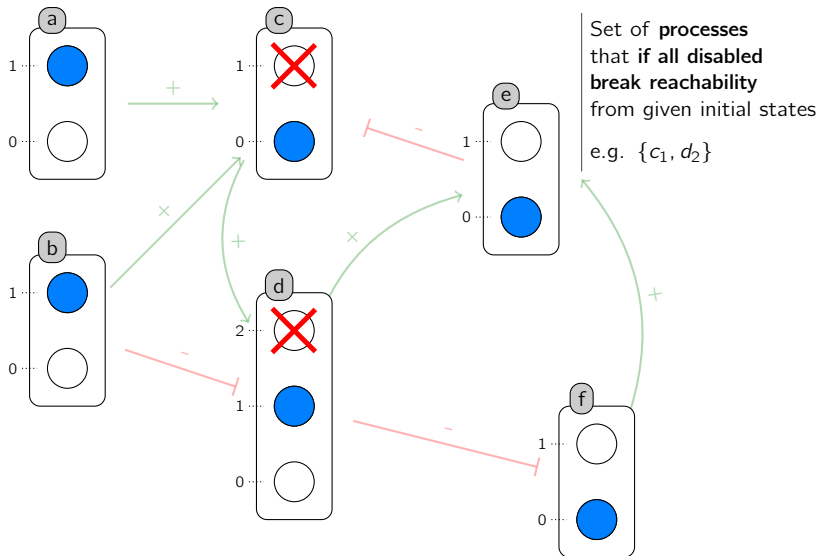 a
1
0
+
c
1
0
Set of processes
that if all disabled
break reachability
from given initial states
e.g. {c₁, d₂}
e
1
0
-
b
1
0
×
+
×
-
d
2
1
0
-
+
f
1
0